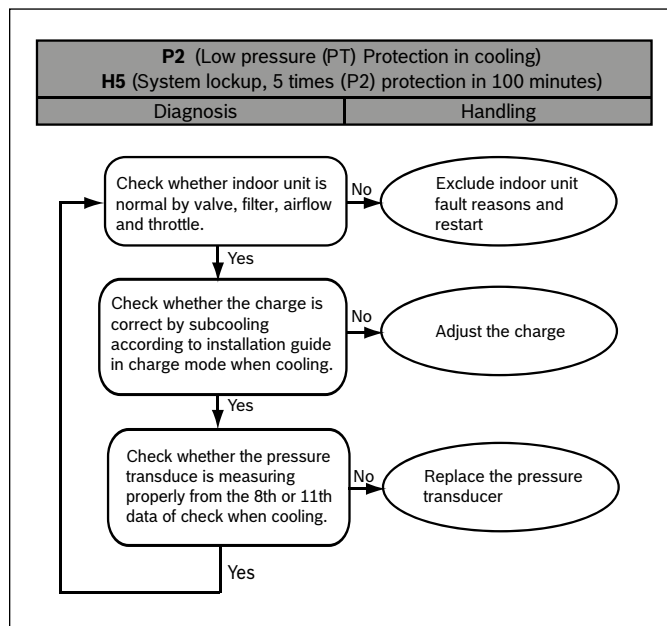 P2 (Low pressure (PT) Protection in cooling)
H5 (System lockup, 5 times (P2) protection in 100 minutes)
Diagnosis
Handling
Check whether indoor unit is
normal by valve, filter, airflow
and throttle.
No
Exclude indoor unit
fault reasons and
restart
Yes
Check whether the charge is
correct by subcooling
according to installation guide
in charge mode when cooling.
No
Adjust the charge
Yes
Check whether the pressure
transduce is measuring
properly from the 8th or 11th
data of check when cooling.
No
Replace the pressure
transducer
Yes